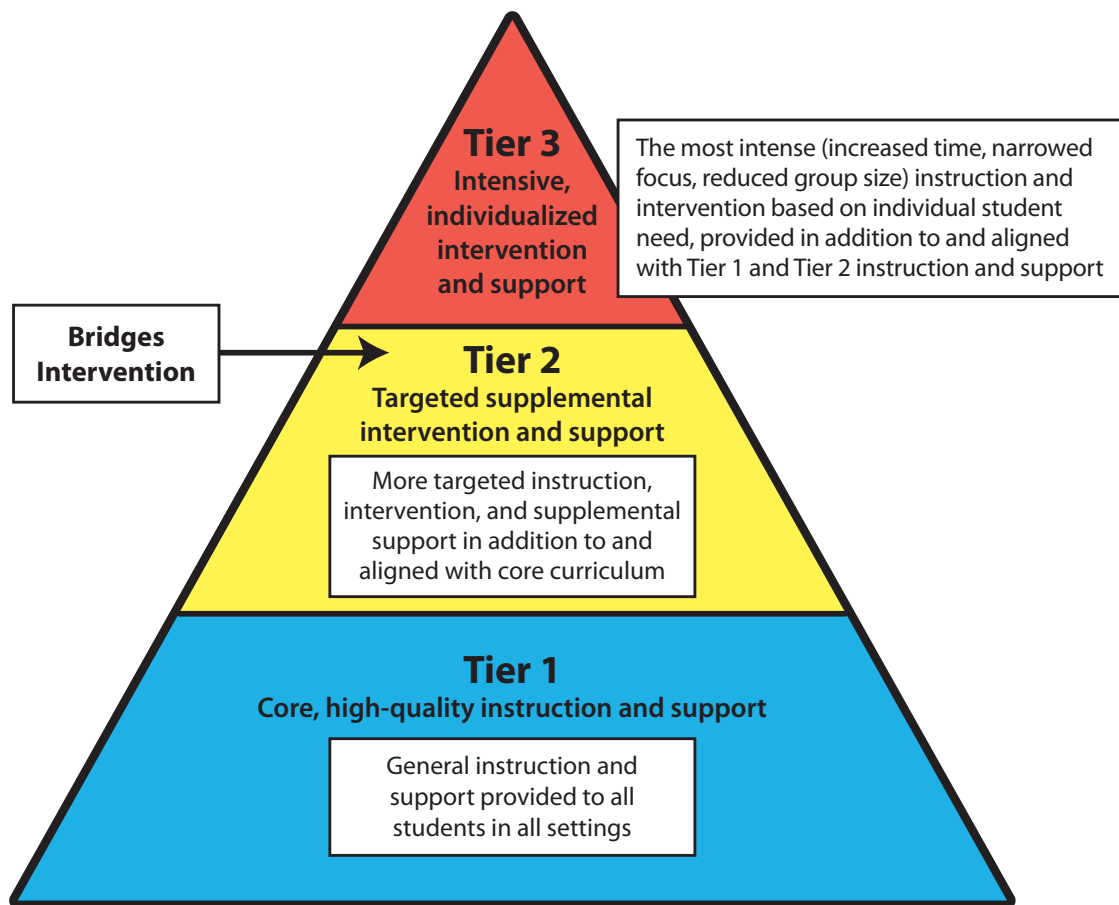 Tier 3
Intensive,
individualized
intervention
and support
The most intense (increased time, narrowed
focus, reduced group size) instruction and
intervention based on individual student
need, provided in addition to and aligned
with Tier 1 and Tier 2 instruction and support
Bridges
Intervention
Tier 2
Targeted supplemental
intervention and support
More targeted instruction,
intervention, and supplemental
support in addition to and
aligned with core curriculum
Tier 1
Core, high-quality instruction and support
General instruction and
support provided to all
students in all settings